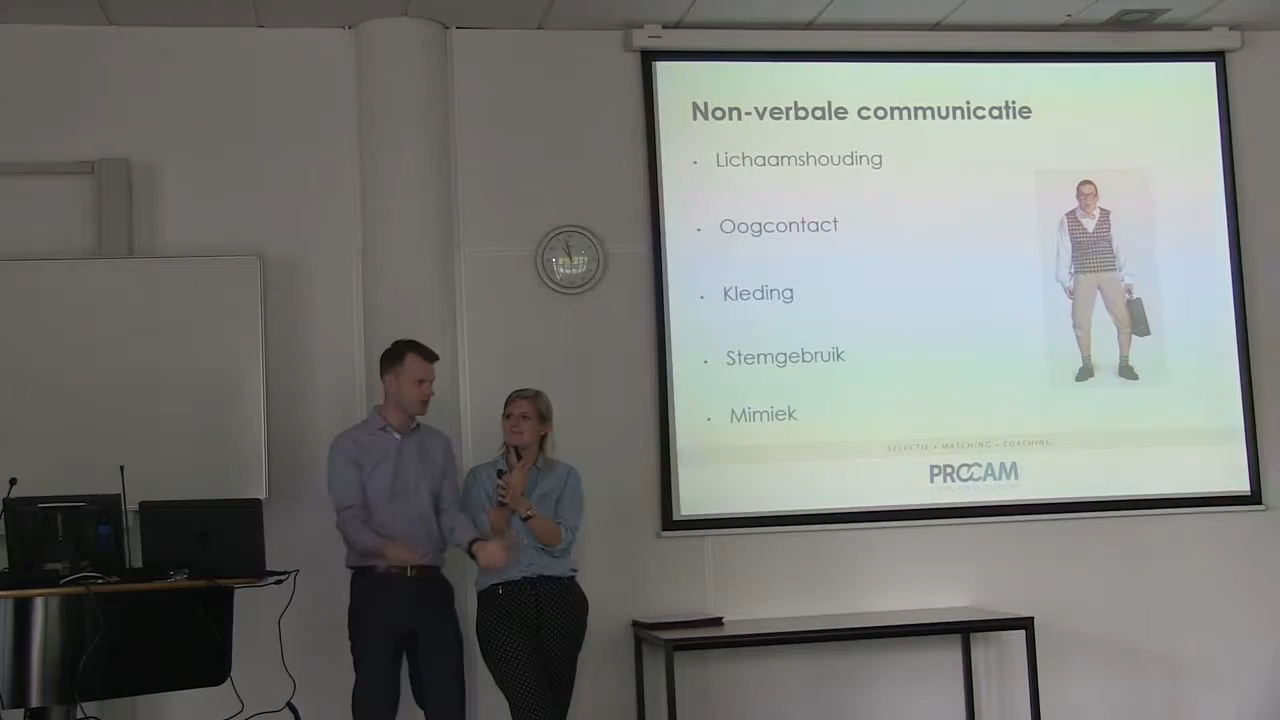 Non-verbale communicatie
• Lichaamshouding
• Oogcontact
• Kleding
• Stemgebruik
• Mimiek
SELECTIE • MATCHING • COACHING
PROCAM